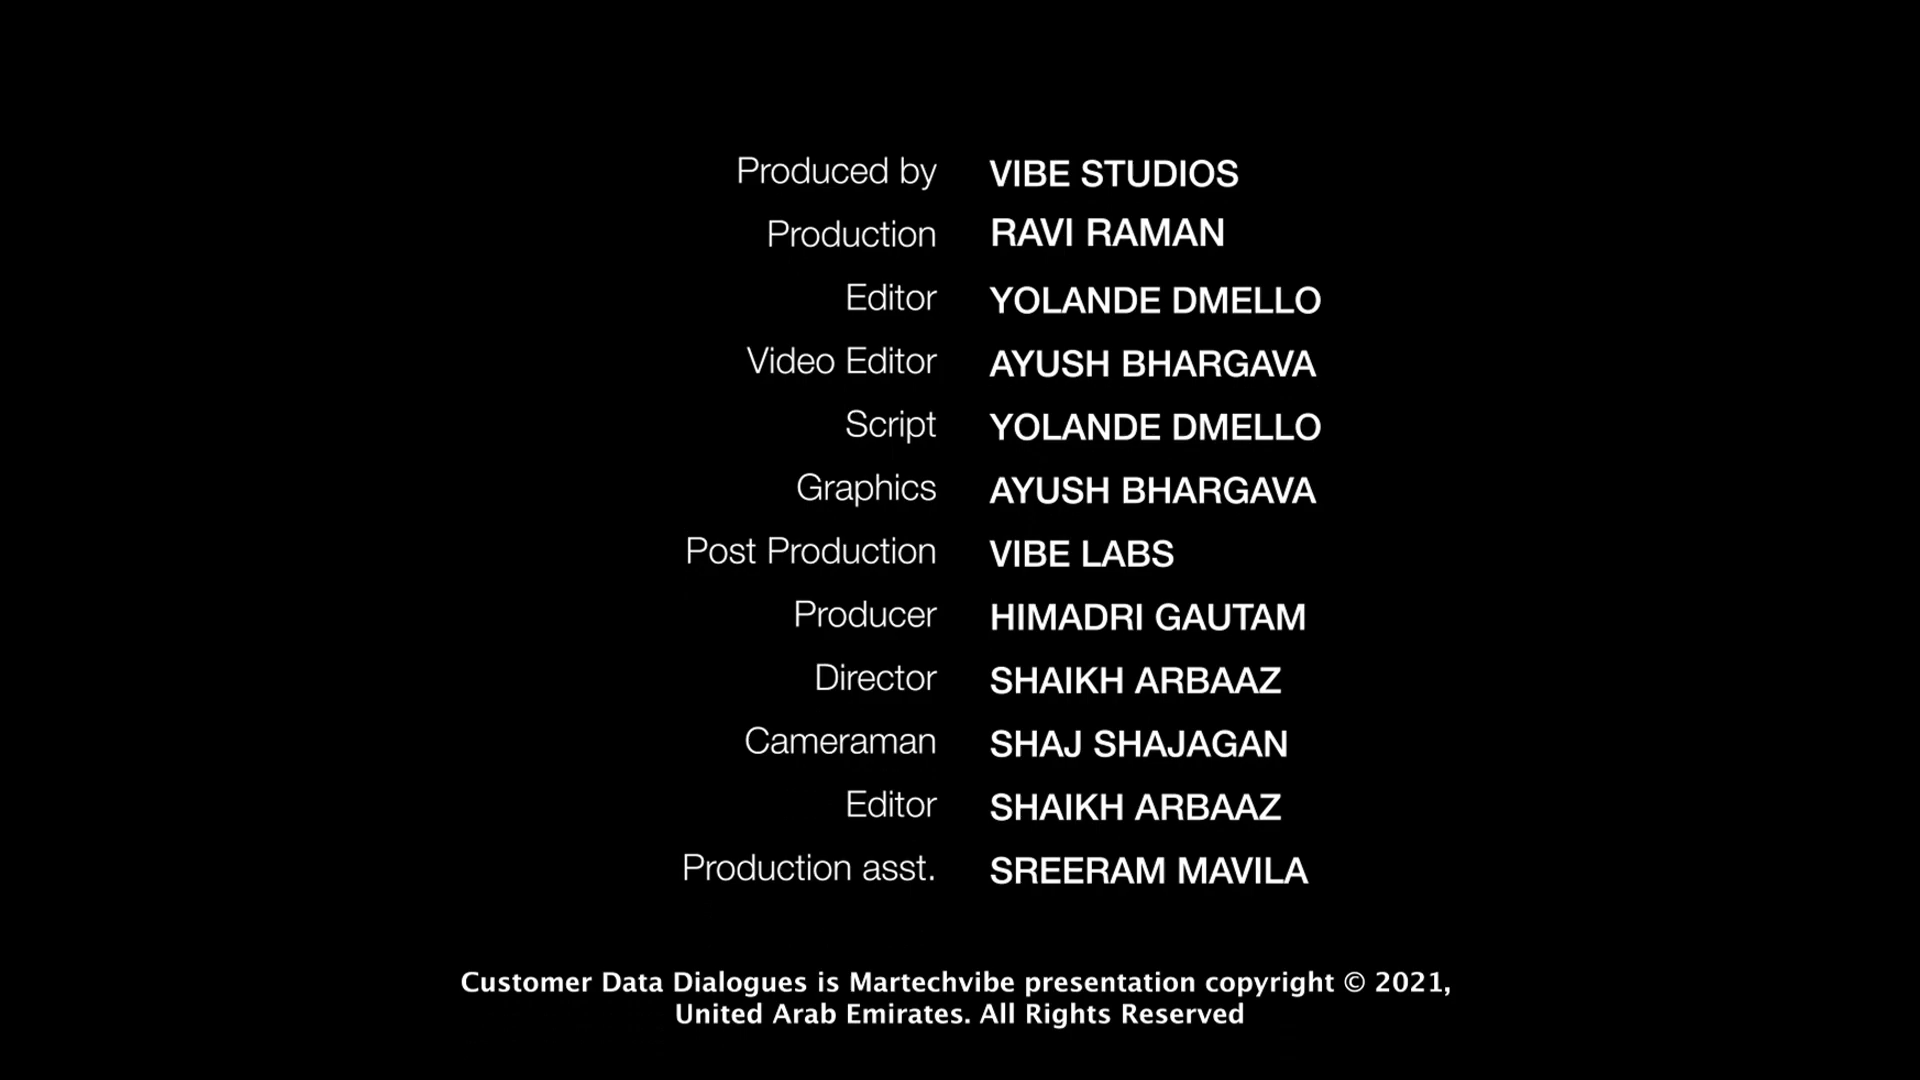 Produced by VIBE STUDIOS
Production RAVI RAMAN
Editor YOLANDE DMELLO
Video Editor AYUSH BHARGAVA
Script YOLANDE DMELLO
Graphics AYUSH BHARGAVA
Post Production VIBE LABS
Producer HIMADRI GAUTAM
Director SHAIKH ARBAAZ
Cameraman SHAJ SHAJAGAN
Editor SHAIKH ARBAAZ
Production asst. SREERAM MAVILA
Customer Data Dialogues is Martechvibe presentation copyright © 2021,
United Arab Emirates. All Rights Reserved